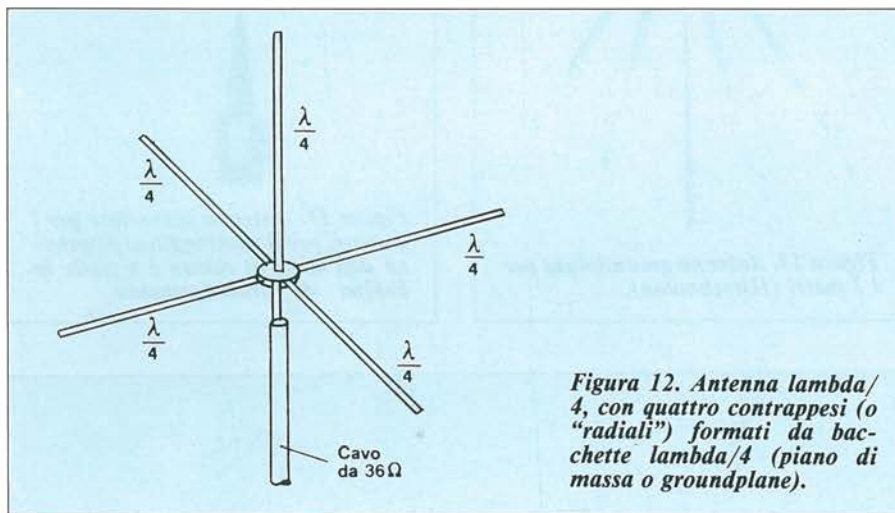 λ
4
λ
4
λ
4
λ
4
λ
4
Cavo
da 36Ω
Figura 12. Antenna lambda/
4, con quattro contrappesi (o
“radiali”) formati da bac-
chette lambda/4 (piano di
massa o groundplane).